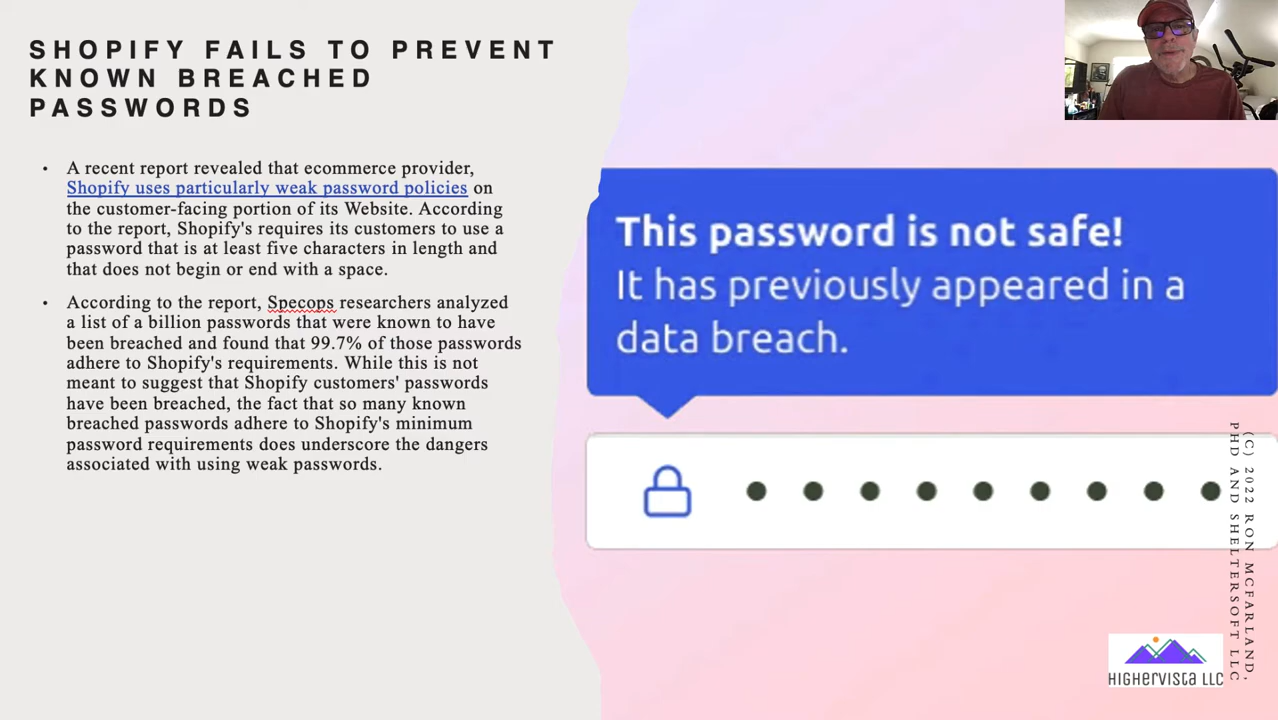 SHOPIFY FAILS TO PREVENT
KNOWN BREACHED
PASSWORDS
• A recent report revealed that ecommerce provider,
Shopify uses particularly weak password policies on
the customer-facing portion of its Website. According
to the report, Shopify's requires its customers to use a
password that is at least five characters in length and
that does not begin or end with a space.
• According to the report, Specops researchers analyzed
a list of a billion passwords that were known to have
been breached and found that 99.7% of those passwords
adhere to Shopify's requirements. While this is not
meant to suggest that Shopify customers' passwords
have been breached, the fact that so many known
breached passwords adhere to Shopify's minimum
password requirements does underscore the dangers
associated with using weak passwords.
This password is not safe!
It has previously appeared in a
data breach.
(C) 2022 RON MCFARLAND,
PHD AND SHELTERSOFT LLC
HIGHERVISTA LLC